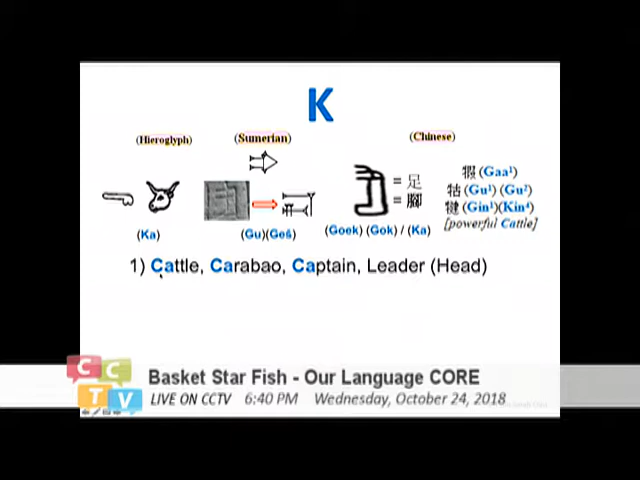 K
(Hieroglyph)
(Sumerian)
(Chinese)
= 足
= 腳
(Gaa¹)
牯 (Gu¹) (Gu²)
犍 (Gin¹)(Kin⁴)
[powerful Cattle]
(Ka)
(Gu)(Geš)
(Goek) (Gok) / (Ka)
1) Cattle, Carabao, Captain, Leader (Head)
CCTV
Basket Star Fish - Our Language CORE
LIVE ON CCTV 6:40 PM Wednesday, October 24, 2018